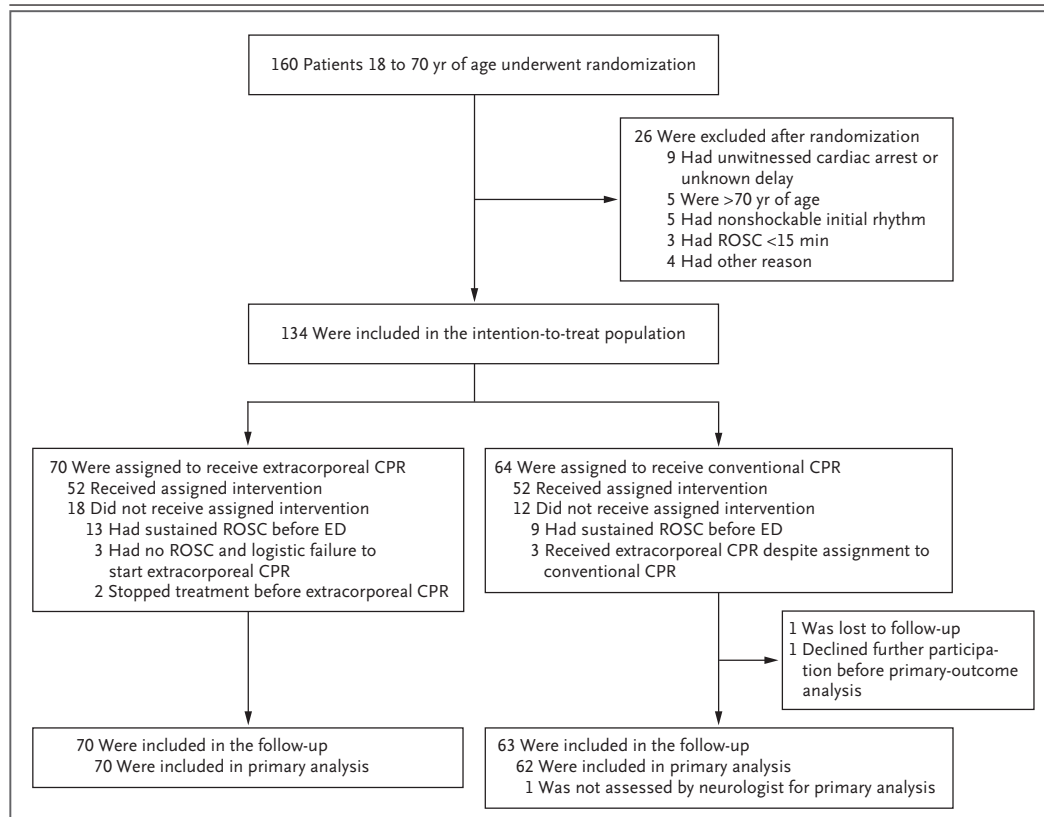 160 Patients 18 to 70 yr of age underwent randomization
26 Were excluded after randomization
9 Had unwitnessed cardiac arrest or
unknown delay
5 Were >70 yr of age
5 Had nonshockable initial rhythm
3 Had ROSC <15 min
4 Had other reason
134 Were included in the intention-to-treat population
70 Were assigned to receive extracorporeal CPR
52 Received assigned intervention
18 Did not receive assigned intervention
13 Had sustained ROSC before ED
3 Had no ROSC and logistic failure to
start extracorporeal CPR
2 Stopped treatment before extracorporeal CPR
64 Were assigned to receive conventional CPR
52 Received assigned intervention
12 Did not receive assigned intervention
9 Had sustained ROSC before ED
3 Received extracorporeal CPR despite assignment to
conventional CPR
1 Was lost to follow-up
1 Declined further participa-
tion before primary-outcome
analysis
70 Were included in the follow-up
70 Were included in primary analysis
63 Were included in the follow-up
62 Were included in primary analysis
1 Was not assessed by neurologist for primary analysis